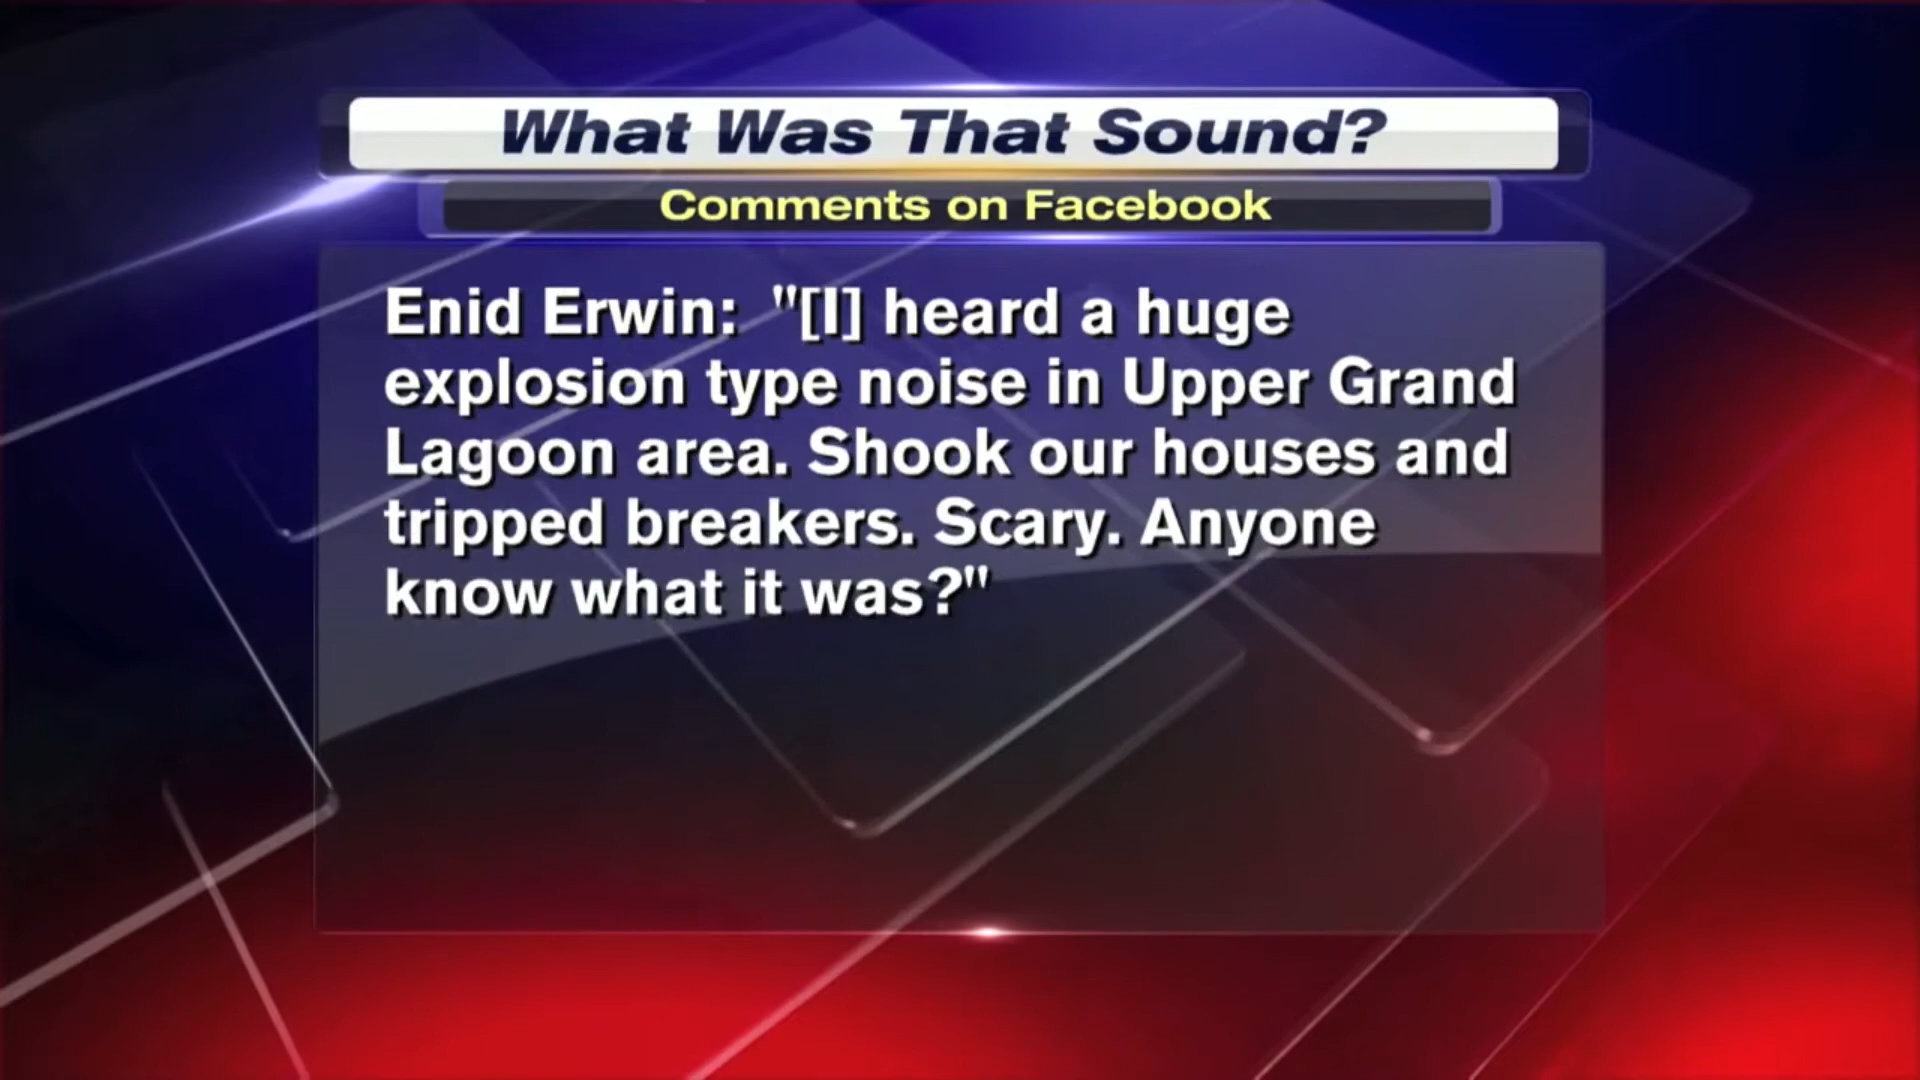 What Was That Sound?
Comments on Facebook
Enid Erwin: "[I] heard a huge
explosion type noise in Upper Grand
Lagoon area. Shook our houses and
tripped breakers. Scary. Anyone
know what it was?"